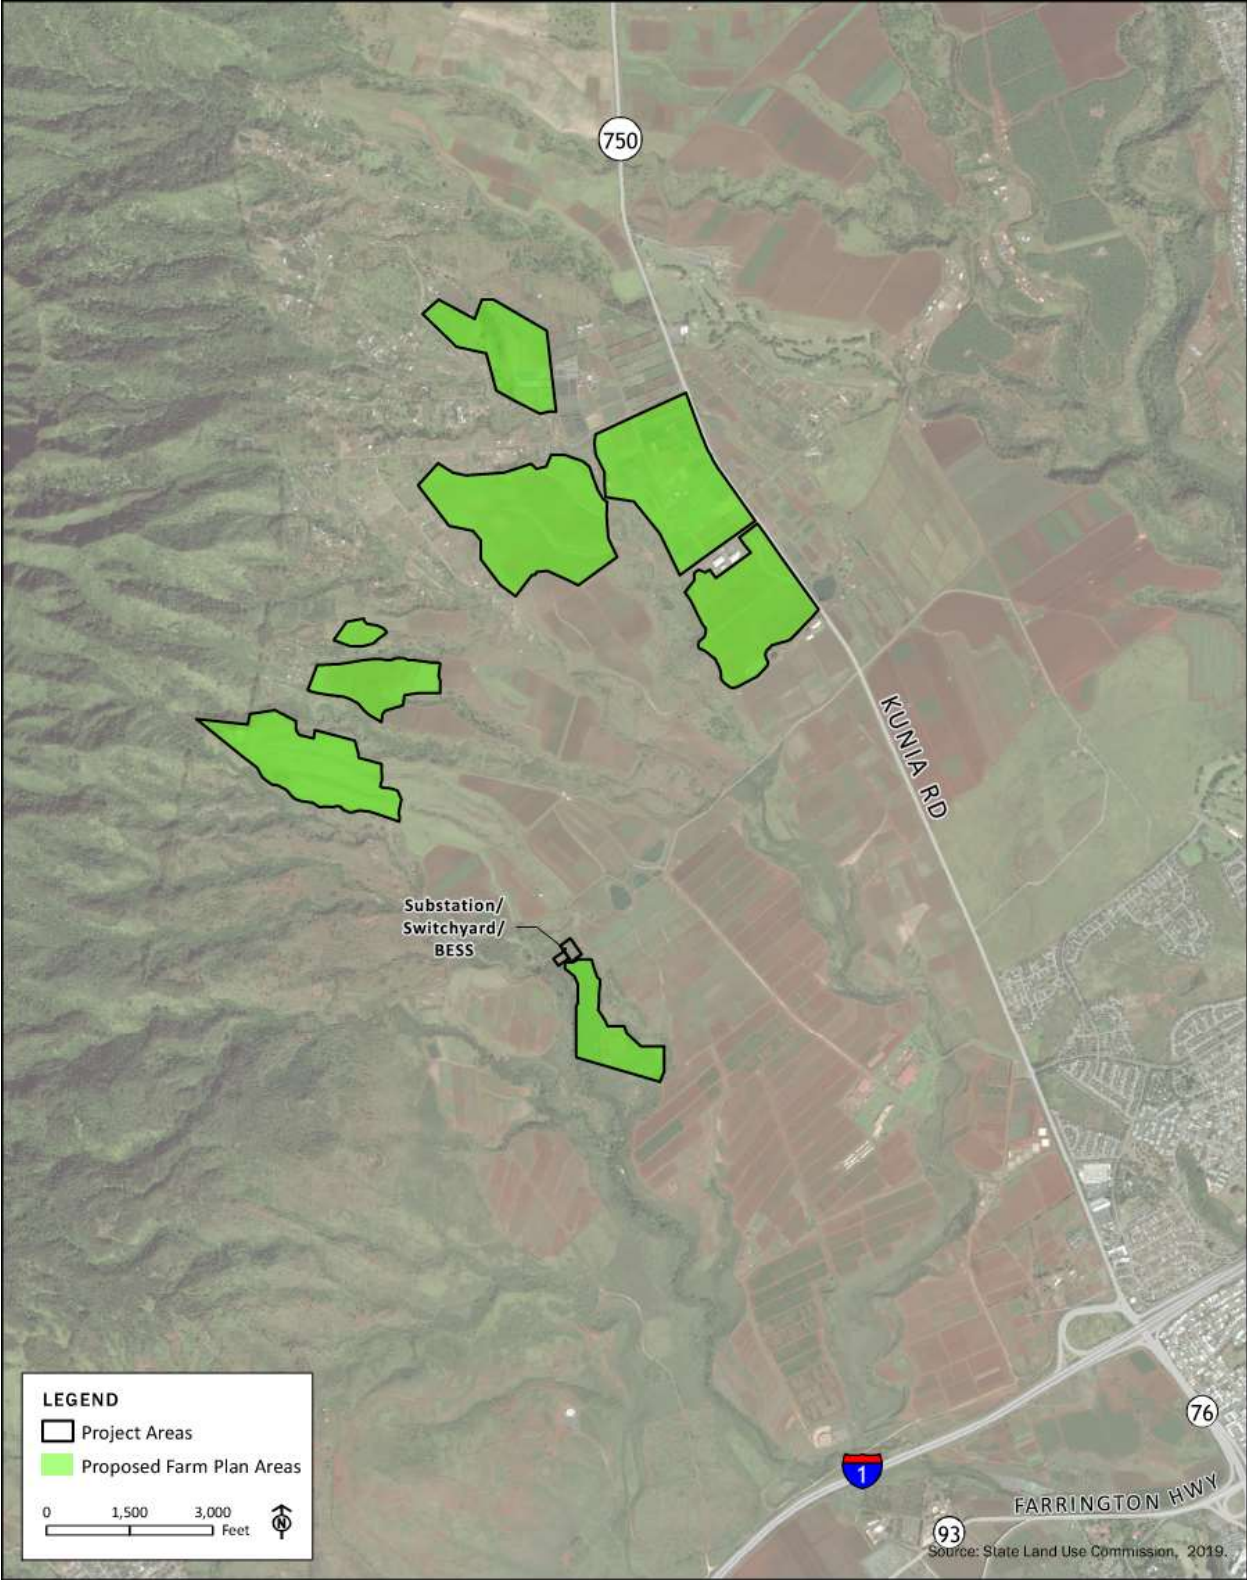 750
KUNIA RD
Substation/
Switchyard/
BESS
LEGEND
Project Areas
Proposed Farm Plan Areas
0 1,500 3,000
Feet
N
76
1
FARRINGTON HWY
93
Source: State Land Use Commission, 2019.